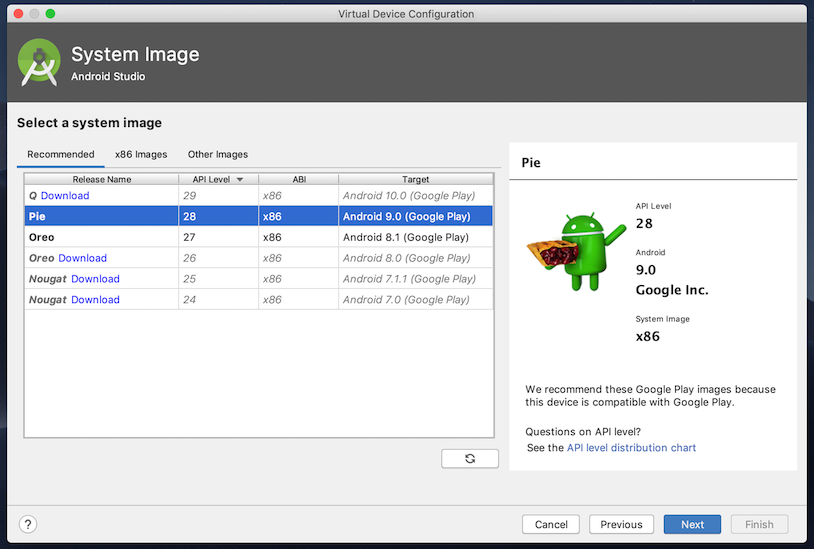 Virtual Device Configuration
System Image
Android Studio
Select a system image
Recommended x86 Images Other Images
Release Name API Level ABI Target
Q Download 29 x86 Android 10.0 (Google Play)
Pie 28 x86 Android 9.0 (Google Play)
Oreo 27 x86 Android 8.1 (Google Play)
Oreo Download 26 x86 Android 8.0 (Google Play)
Nougat Download 25 x86 Android 7.1.1 (Google Play)
Nougat Download 24 x86 Android 7.0 (Google Play)
Pie
API Level
28
Android
9.0
Google Inc.
System Image
x86
We recommend these Google Play images because
this device is compatible with Google Play.
Questions on API level?
See the API level distribution chart
? Cancel Previous Next Finish